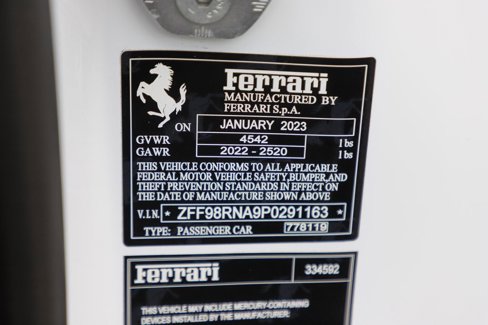 Ferrari
MANUFACTURED BY
FERRARI S.p.A.
ON JANUARY 2023
GVWR 4542 lbs
GAWR 2022 - 2520 lbs
THIS VEHICLE CONFORMS TO ALL APPLICABLE
FEDERAL MOTOR VEHICLE SAFETY,BUMPER,AND
THEFT PREVENTION STANDARDS IN EFFECT ON
THE DATE OF MANUFACTURE SHOWN ABOVE
V.I.N. * ZFF98RNA9P0291163 *
TYPE: PASSENGER CAR 778119
Ferrari 334592
THIS VEHICLE MAY INCLUDE MERCURY-CONTAINING
DEVICES INSTALLED BY THE MANUFACTURER: